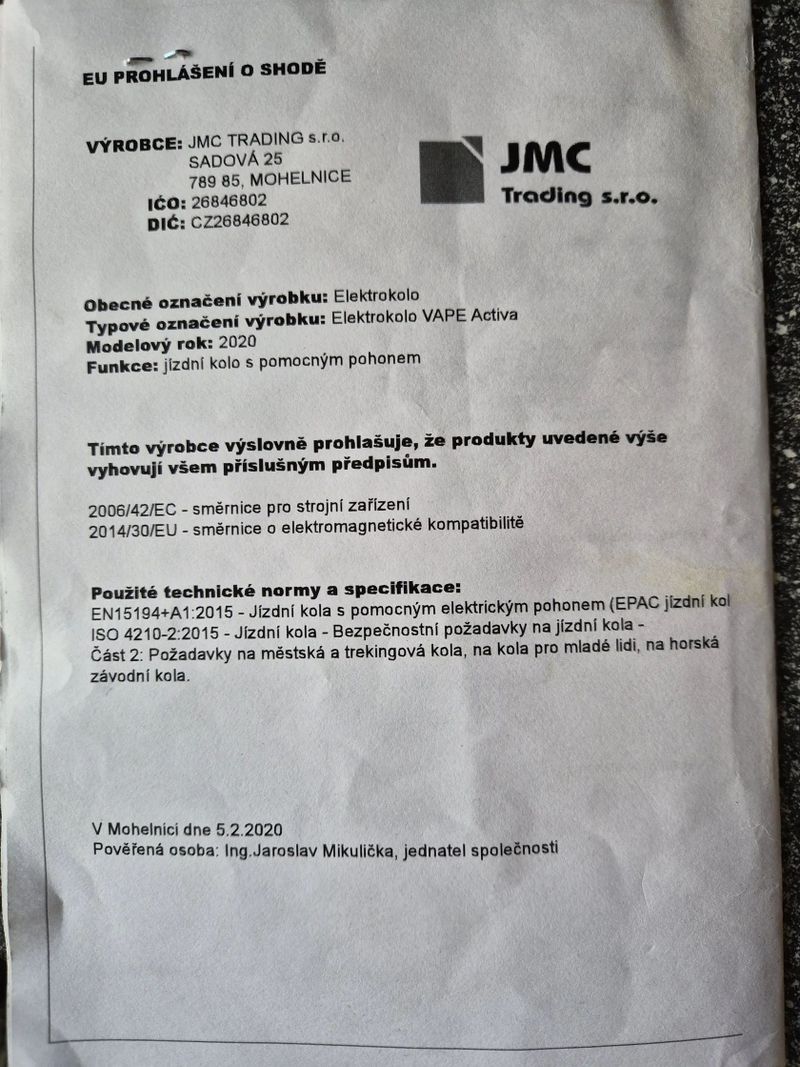 EU PROHLÁŠENÍ O SHODĚ
VÝROBCE: JMC TRADING s.r.o.
SADOVÁ 25
789 85, MOHELNICE
IĆO: 26846802
DIĆ: CZ26846802
JMC
Trading s.r.o.
Obecné označení výrobku: Elektrokolo
Typové označení výrobku: Elektrokolo VAPE Activa
Modelový rok: 2020
Funkce: jízdní kolo s pomocným pohonem
Tímto výrobce výslovně prohlašuje, že produkty uvedené výše
vyhovují všem příslušným předpisům.
2006/42/EC - směrnice pro strojní zařízení
2014/30/EU - směrnice o elektromagnetické kompatibilitě
Použité technické normy a specifikace:
EN15194+A1:2015 - Jízdní kola s pomocným elektrickým pohonem (EPAC jízdní kol
ISO 4210-2:2015 - Jízdní kola - Bezpečnostní požadavky na jízdní kola -
Část 2: Požadavky na městská a trekingová kola, na kola pro mladé lidi, na horská
závodní kola.
V Mohelnici dne 5.2.2020
Pověřená osoba: Ing.Jaroslav Mikulička, jednatel společnosti